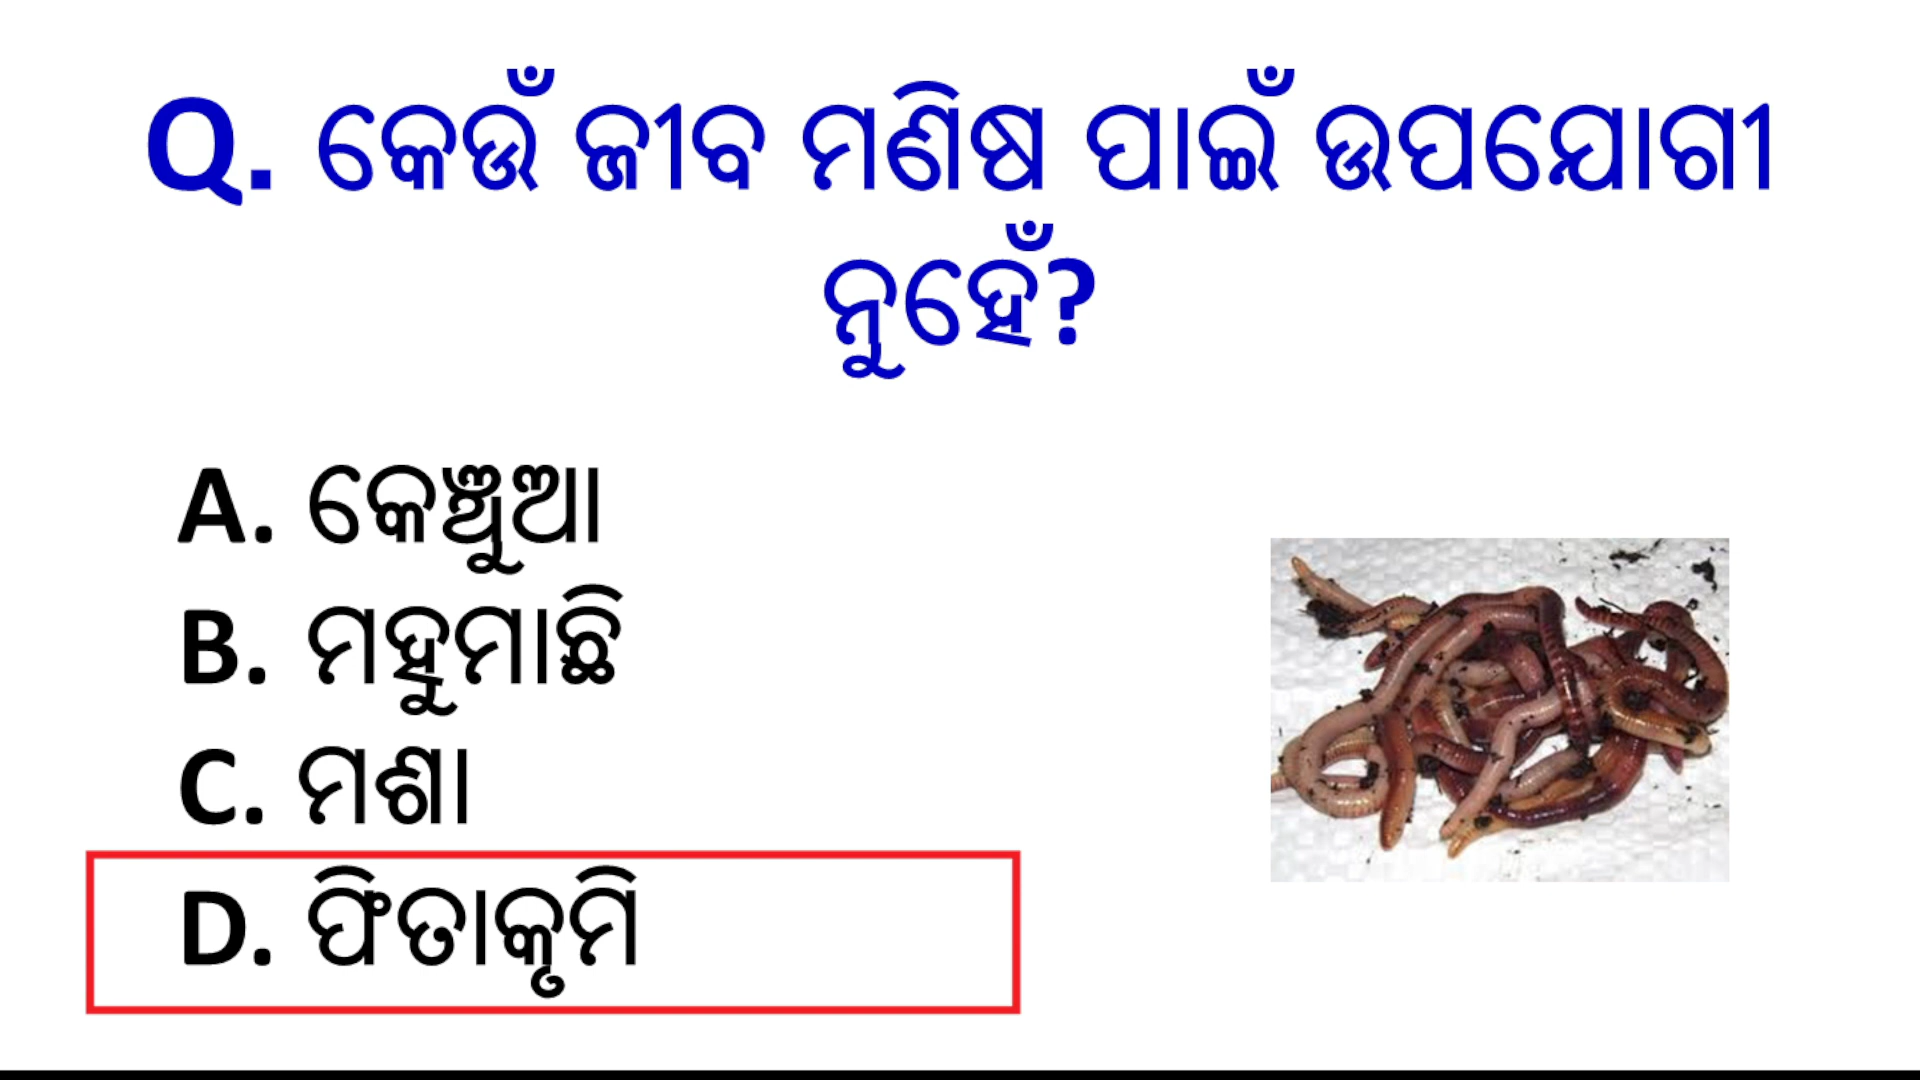 Q. କେଉଁ ଜୀବ ମଣିଷ ପାଇଁ ଉପଯୋଗୀ
ନୁହେଁ?
A. କେଞ୍ଚୁଆ
B. ମହୁମାଛି
C. ମଶା
D. ଫିତାକୃମି